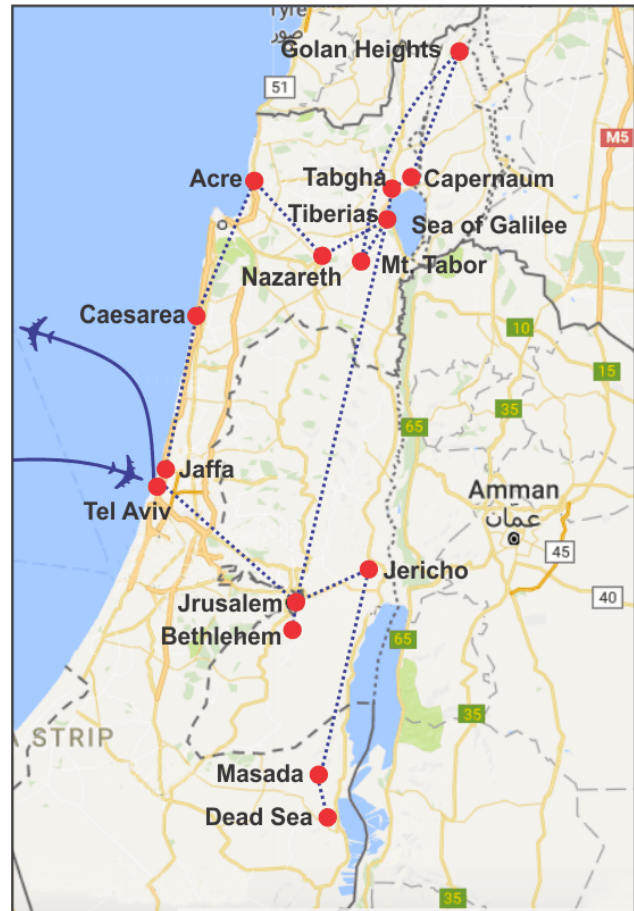 Tyre
صور
Golan Heights
51
M5
Acre
Tabgha
Capernaum
Tiberias
Sea of Galilee
Nazareth
Mt. Tabor
Caesarea
10
15
35
65
Jaffa
Tel Aviv
Amman
عمان
45
Jericho
40
Jrusalem
Bethlehem
65
35
A STRIP
Masada
Dead Sea
35